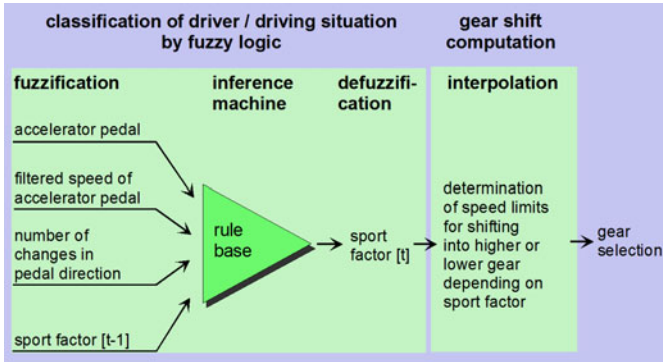 classification of driver / driving situation
by fuzzy logic
gear shift
computation
fuzzification
inference
machine
defuzzifi-
cation
interpolation
accelerator pedal
filtered speed of
accelerator pedal
number of
changes in
pedal direction
sport factor [t-1]
rule
base
sport
factor [t]
determination
of speed limits
for shifting
into higher or
lower gear
depending on
sport factor
gear
selection